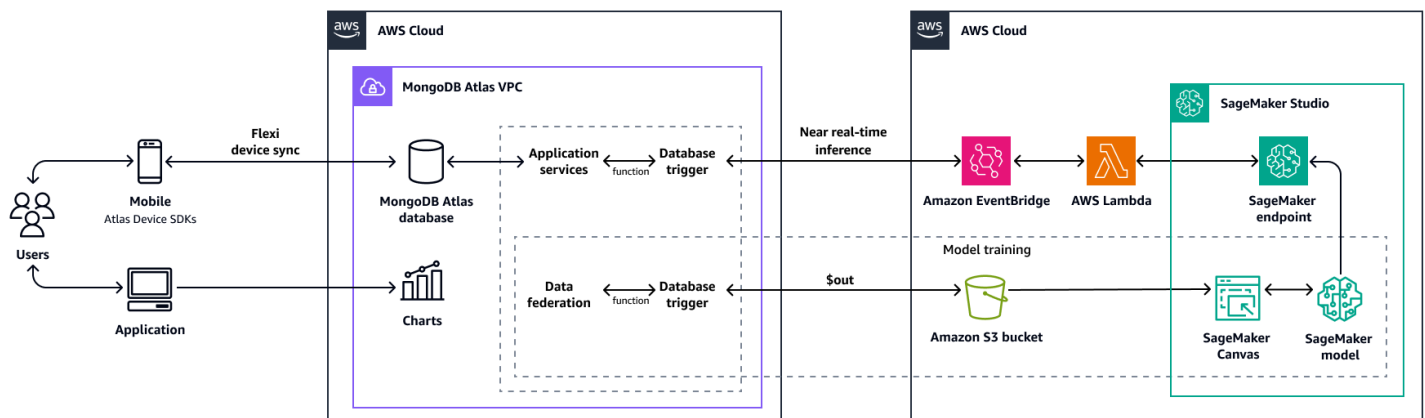 aws
AWS Cloud
aws
AWS Cloud
MongoDB Atlas VPC
SageMaker Studio
Flexi
device sync
Near real-time
inference
Application
services
function
Database
trigger
Mobile
Atlas Device SDKs
MongoDB Atlas
database
Amazon EventBridge
AWS Lambda
SageMaker
endpoint
Users
Model training
Data
federation
function
Database
trigger
$out
Application
Charts
Amazon S3 bucket
SageMaker
Canvas
SageMaker
model